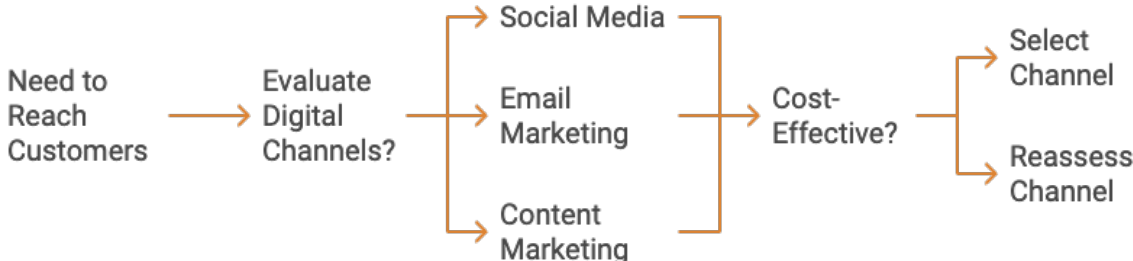 Need to
Reach
Customers
Evaluate
Digital
Channels?
Social Media
Email
Marketing
Content
Marketing
Cost-
Effective?
Select
Channel
Reassess
Channel